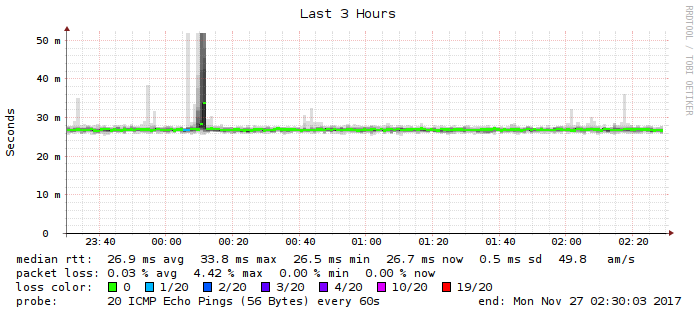 Last 3 Hours
RRDTOOL / TOBI OETIKER
Seconds
50 m
40 m
30 m
20 m
10 m
0
23:40 00:00 00:20 00:40 01:00 01:20 01:40 02:00 02:20
median rtt: 26.9 ms avg 33.8 ms max 26.5 ms min 26.7 ms now 0.5 ms sd 49.8 am/s
packet loss: 0.03 % avg 4.42 % max 0.00 % min 0.00 % now
loss color: 0 1/20 2/20 3/20 4/20 10/20 19/20
probe: 20 ICMP Echo Pings (56 Bytes) every 60s end: Mon Nov 27 02:30:03 2017